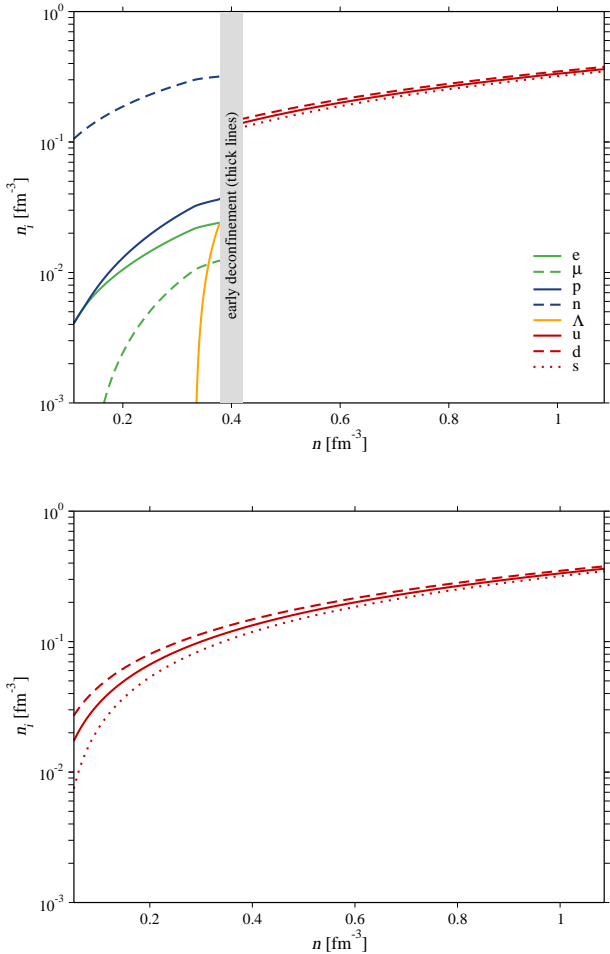 10^0
10^-1
10^-2
10^-3
n_i [fm^-3]
early deconfinement (thick lines)
e
μ
p
n
Λ
u
d
s
0.2 0.4 0.6 0.8 1
n [fm^-3]
10^0
10^-1
10^-2
10^-3
n_i [fm^-3]
0.2 0.4 0.6 0.8 1
n [fm^-3]